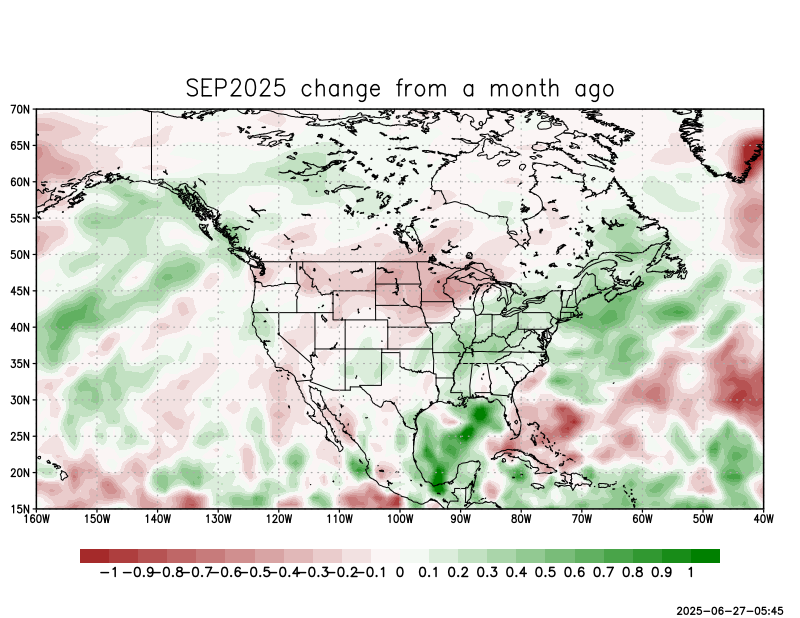 SEP2025 change from a month ago
70N
65N
60N
55N
50N
45N
40N
35N
30N
25N
20N
15N
160W 150W 140W 130W 120W 110W 100W 90W 80W 70W 60W 50W 40W
−1 −0.9 −0.8 −0.7 −0.6 −0.5 −0.4 −0.3 −0.2 −0.1 0 0.1 0.2 0.3 0.4 0.5 0.6 0.7 0.8 0.9 1
2025−06−27−05:45